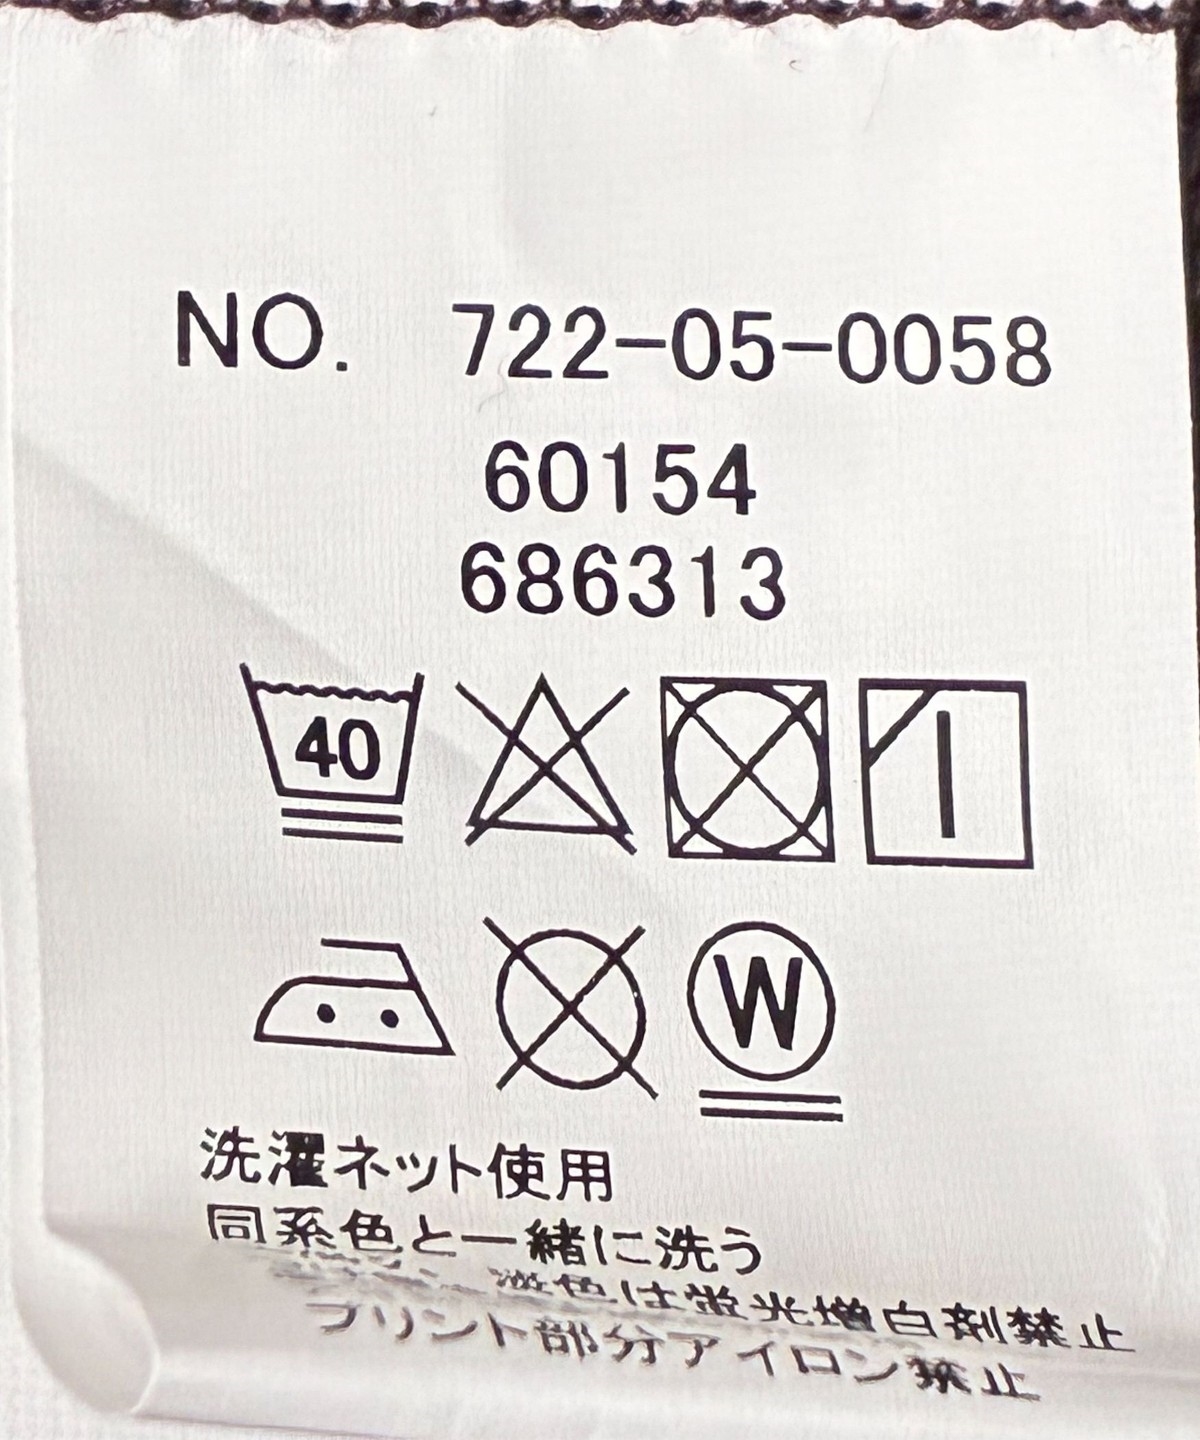 NO. 722-05-0058
60154
686313
40
W
洗濯ネット使用
同系色と一緒に洗う
淡色は蛍光増白剤禁止
プリント部分アイロン禁止